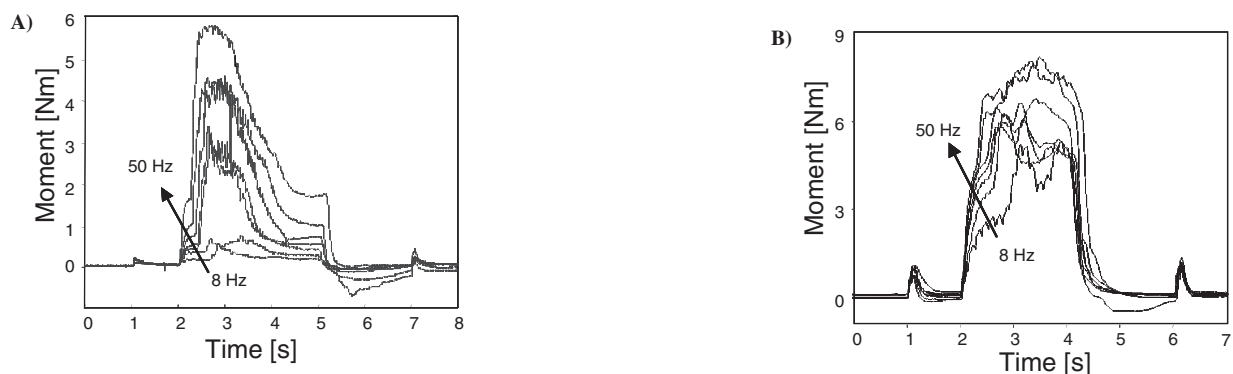 A)
6
5
4
3
2
1
0
Moment [Nm]
50 Hz
8 Hz
0 1 2 3 4 5 6 7 8
Time [s]
B)
9
6
3
0
Moment [Nm]
50 Hz
8 Hz
0 1 2 3 4 5 6 7
Time [s]